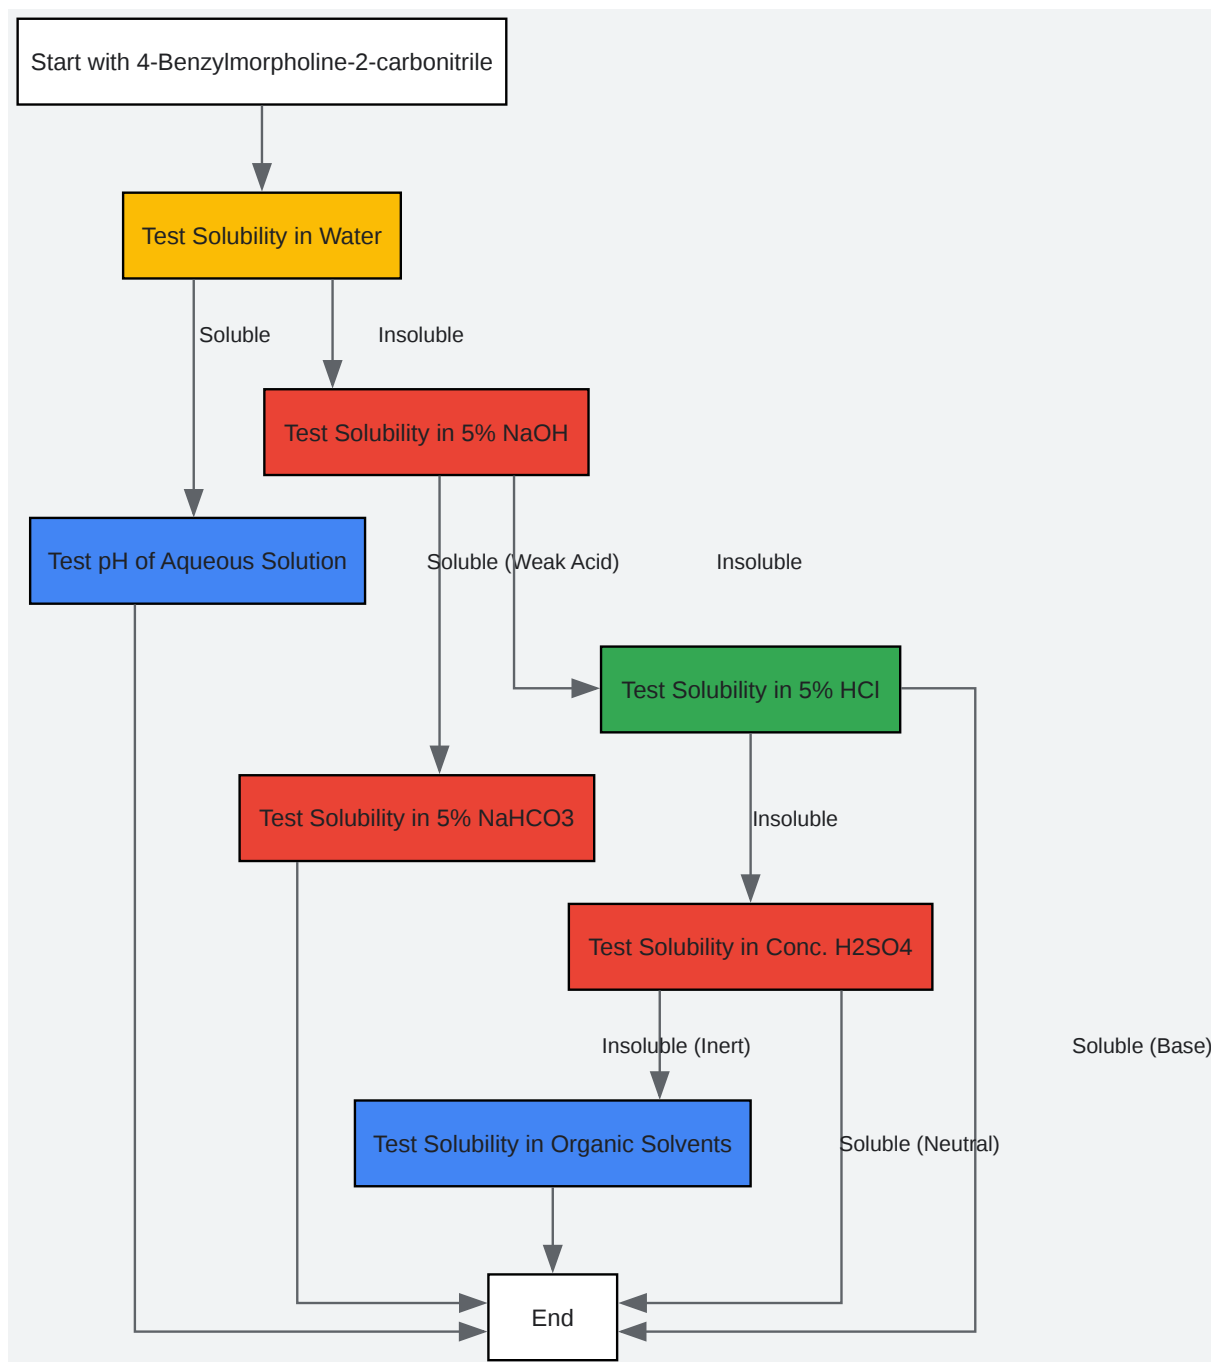 Start with 4-Benzylmorpholine-2-carbonitrile
Test Solubility in Water
Soluble
Insoluble
Test Solubility in 5% NaOH
Test pH of Aqueous Solution
Soluble (Weak Acid)
Insoluble
Test Solubility in 5% HCl
Test Solubility in 5% NaHCO3
Insoluble
Test Solubility in Conc. H2SO4
Insoluble (Inert)
Soluble (Base)
Test Solubility in Organic Solvents
Soluble (Neutral)
End